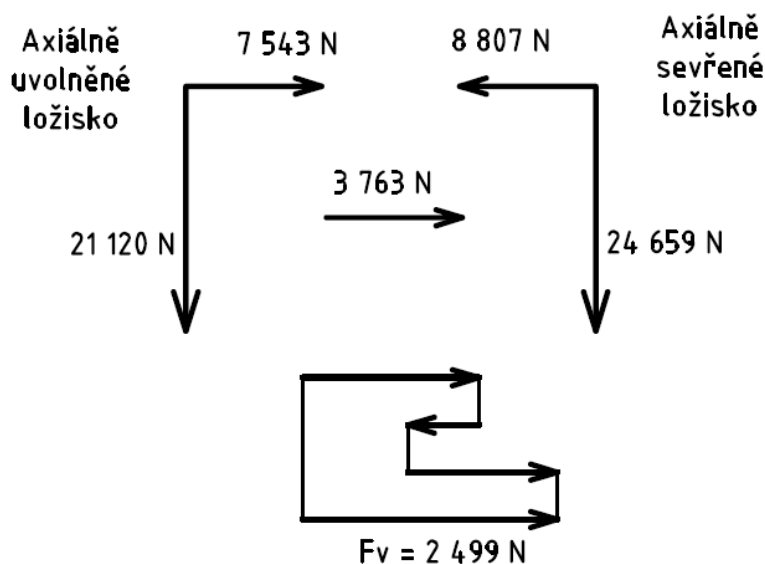 Axiálně
uvolněné
ložisko
7 543 N
8 807 N
Axiálně
sevřené
ložisko
3 763 N
21 120 N
24 659 N
Fv = 2 499 N